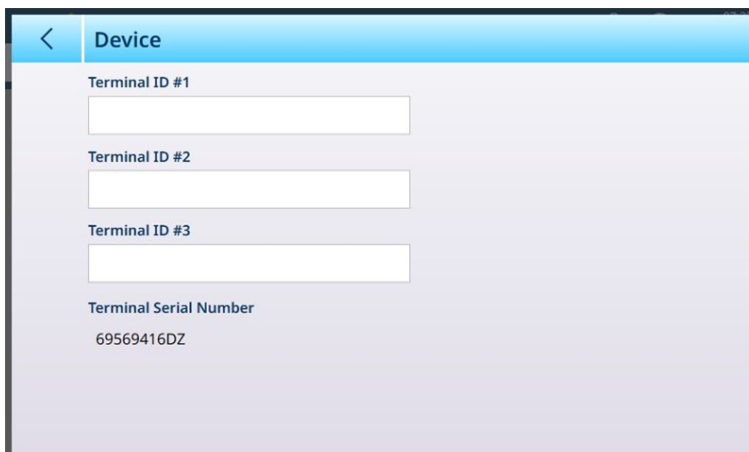 Device
Terminal ID #1
Terminal ID #2
Terminal ID #3
Terminal Serial Number
69569416DZ